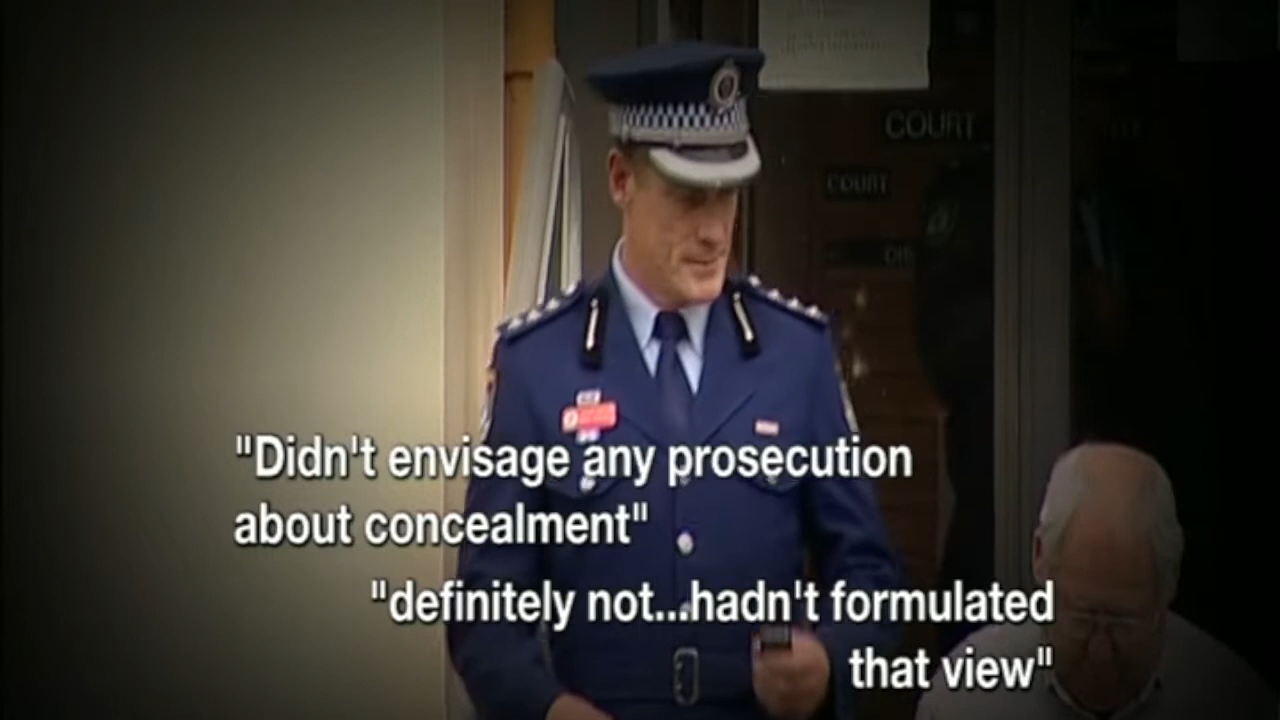 COURT
COURT
"Didn't envisage any prosecution
about concealment"
"definitely not...hadn't formulated
that view"